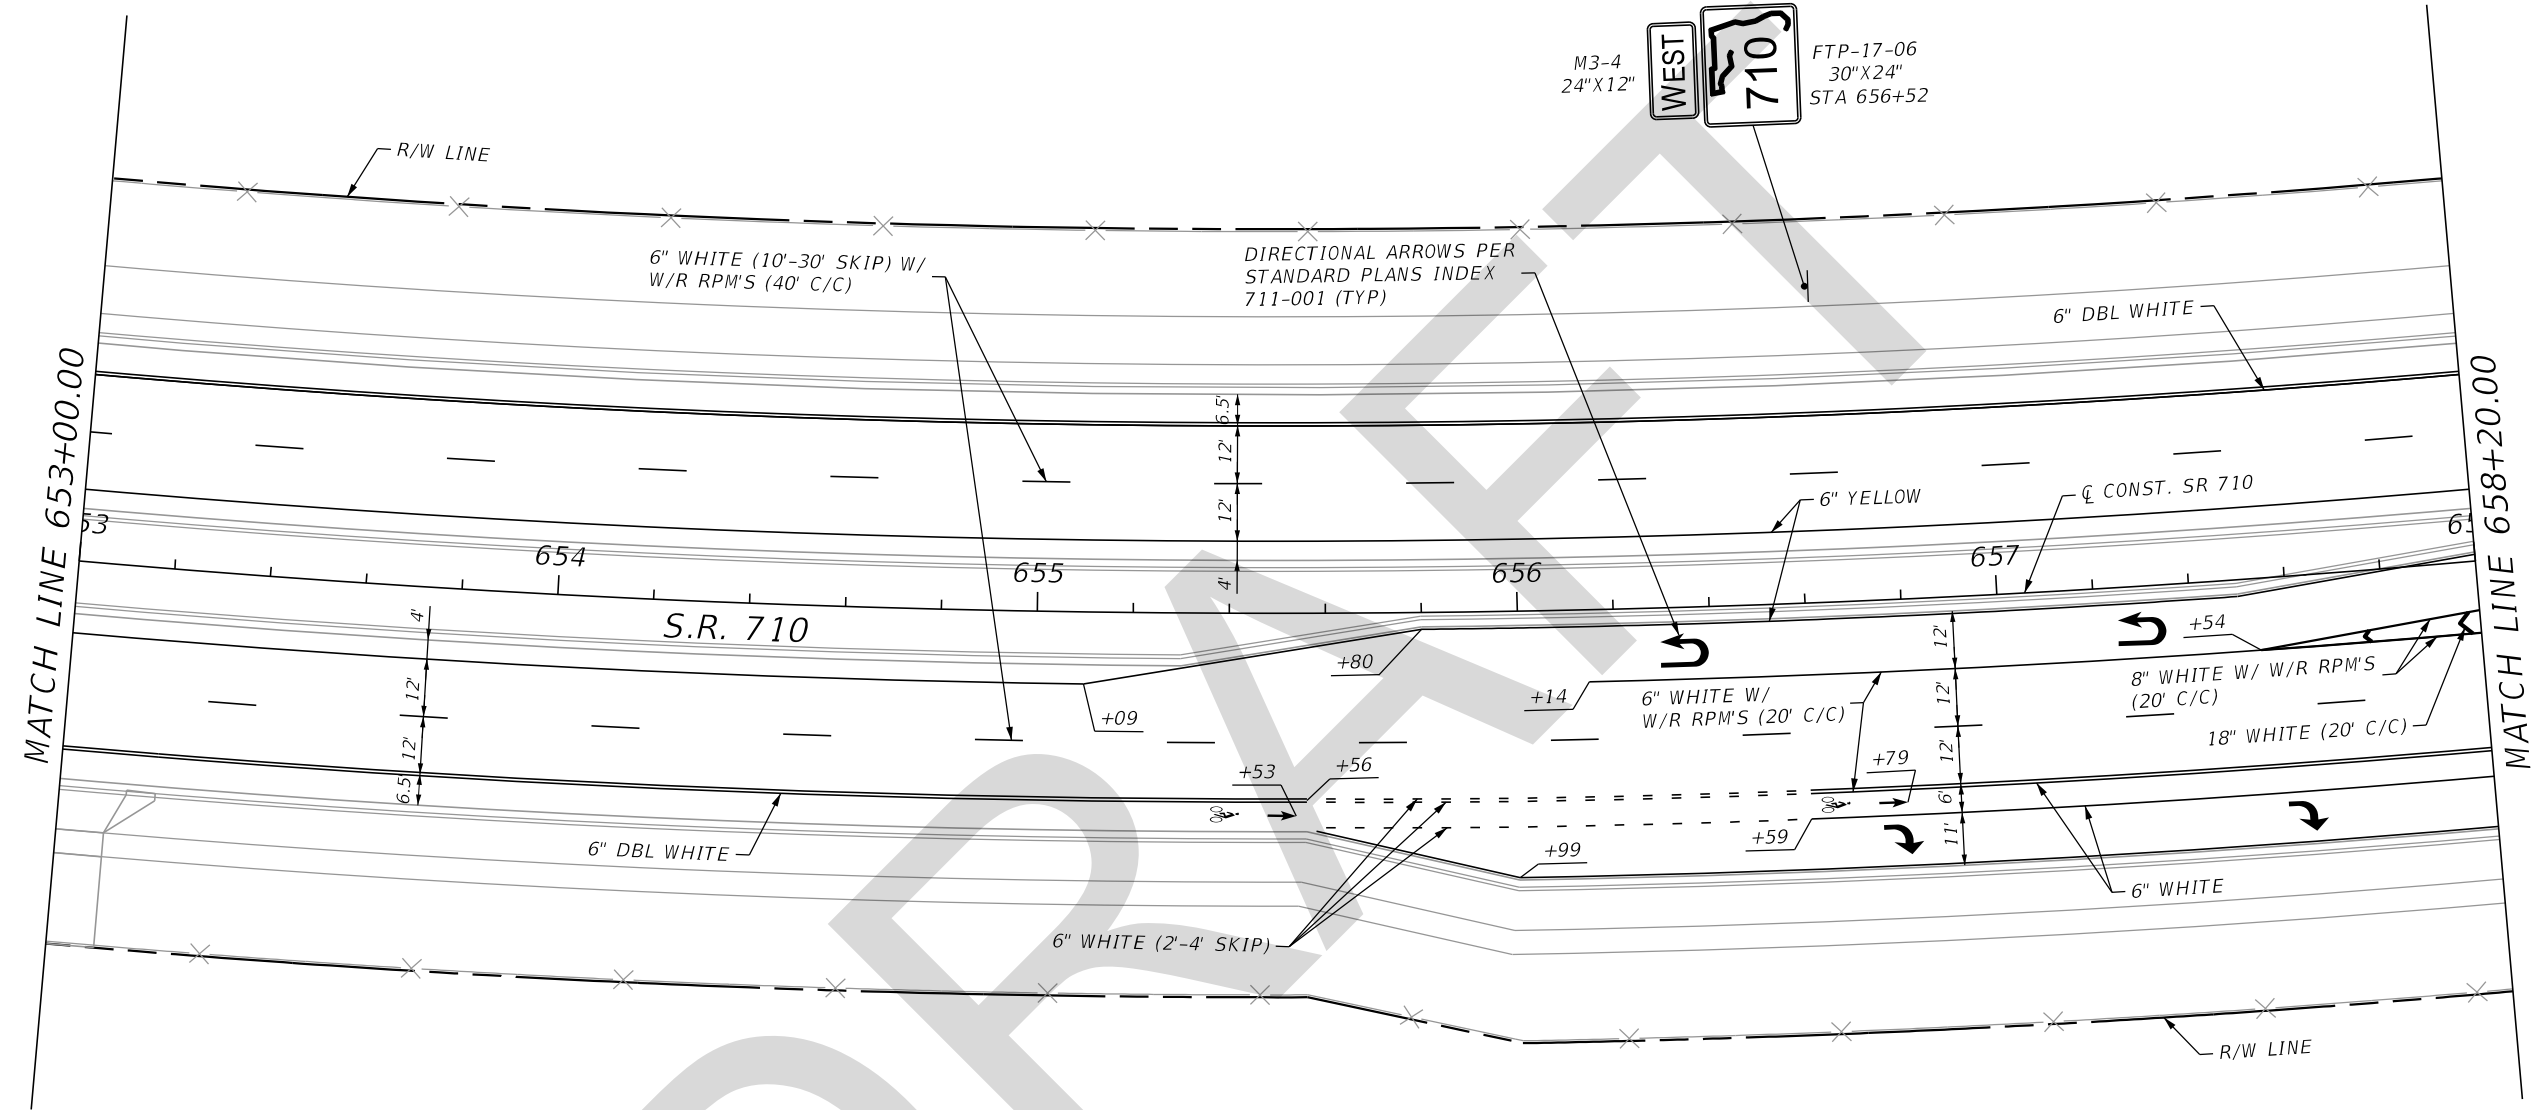 M3-4
24"X12"
WEST
710
FTP-17-06
30"X24"
STA 656+52
R/W LINE
6" WHITE (10'-30' SKIP) W/
W/R RPM'S (40' C/C)
DIRECTIONAL ARROWS PER
STANDARD PLANS INDEX
711-001 (TYP)
6" DBL WHITE
MATCH LINE 653+00.00
MATCH LINE 658+20.00
6.5'
12'
12'
4'
6" YELLOW
℄ CONST. SR 710
53
654
655
656
657
65
S.R. 710
4'
12'
12'
6.5'
+80
+09
+14
6" WHITE W/
W/R RPM'S (20' C/C)
12'
12'
12'
6'
11'
+54
8" WHITE W/ W/R RPM'S
(20' C/C)
18" WHITE (20' C/C)
+53
+56
+79
+59
+99
6" DBL WHITE
6" WHITE
6" WHITE (2'-4' SKIP)
R/W LINE
DRAFT